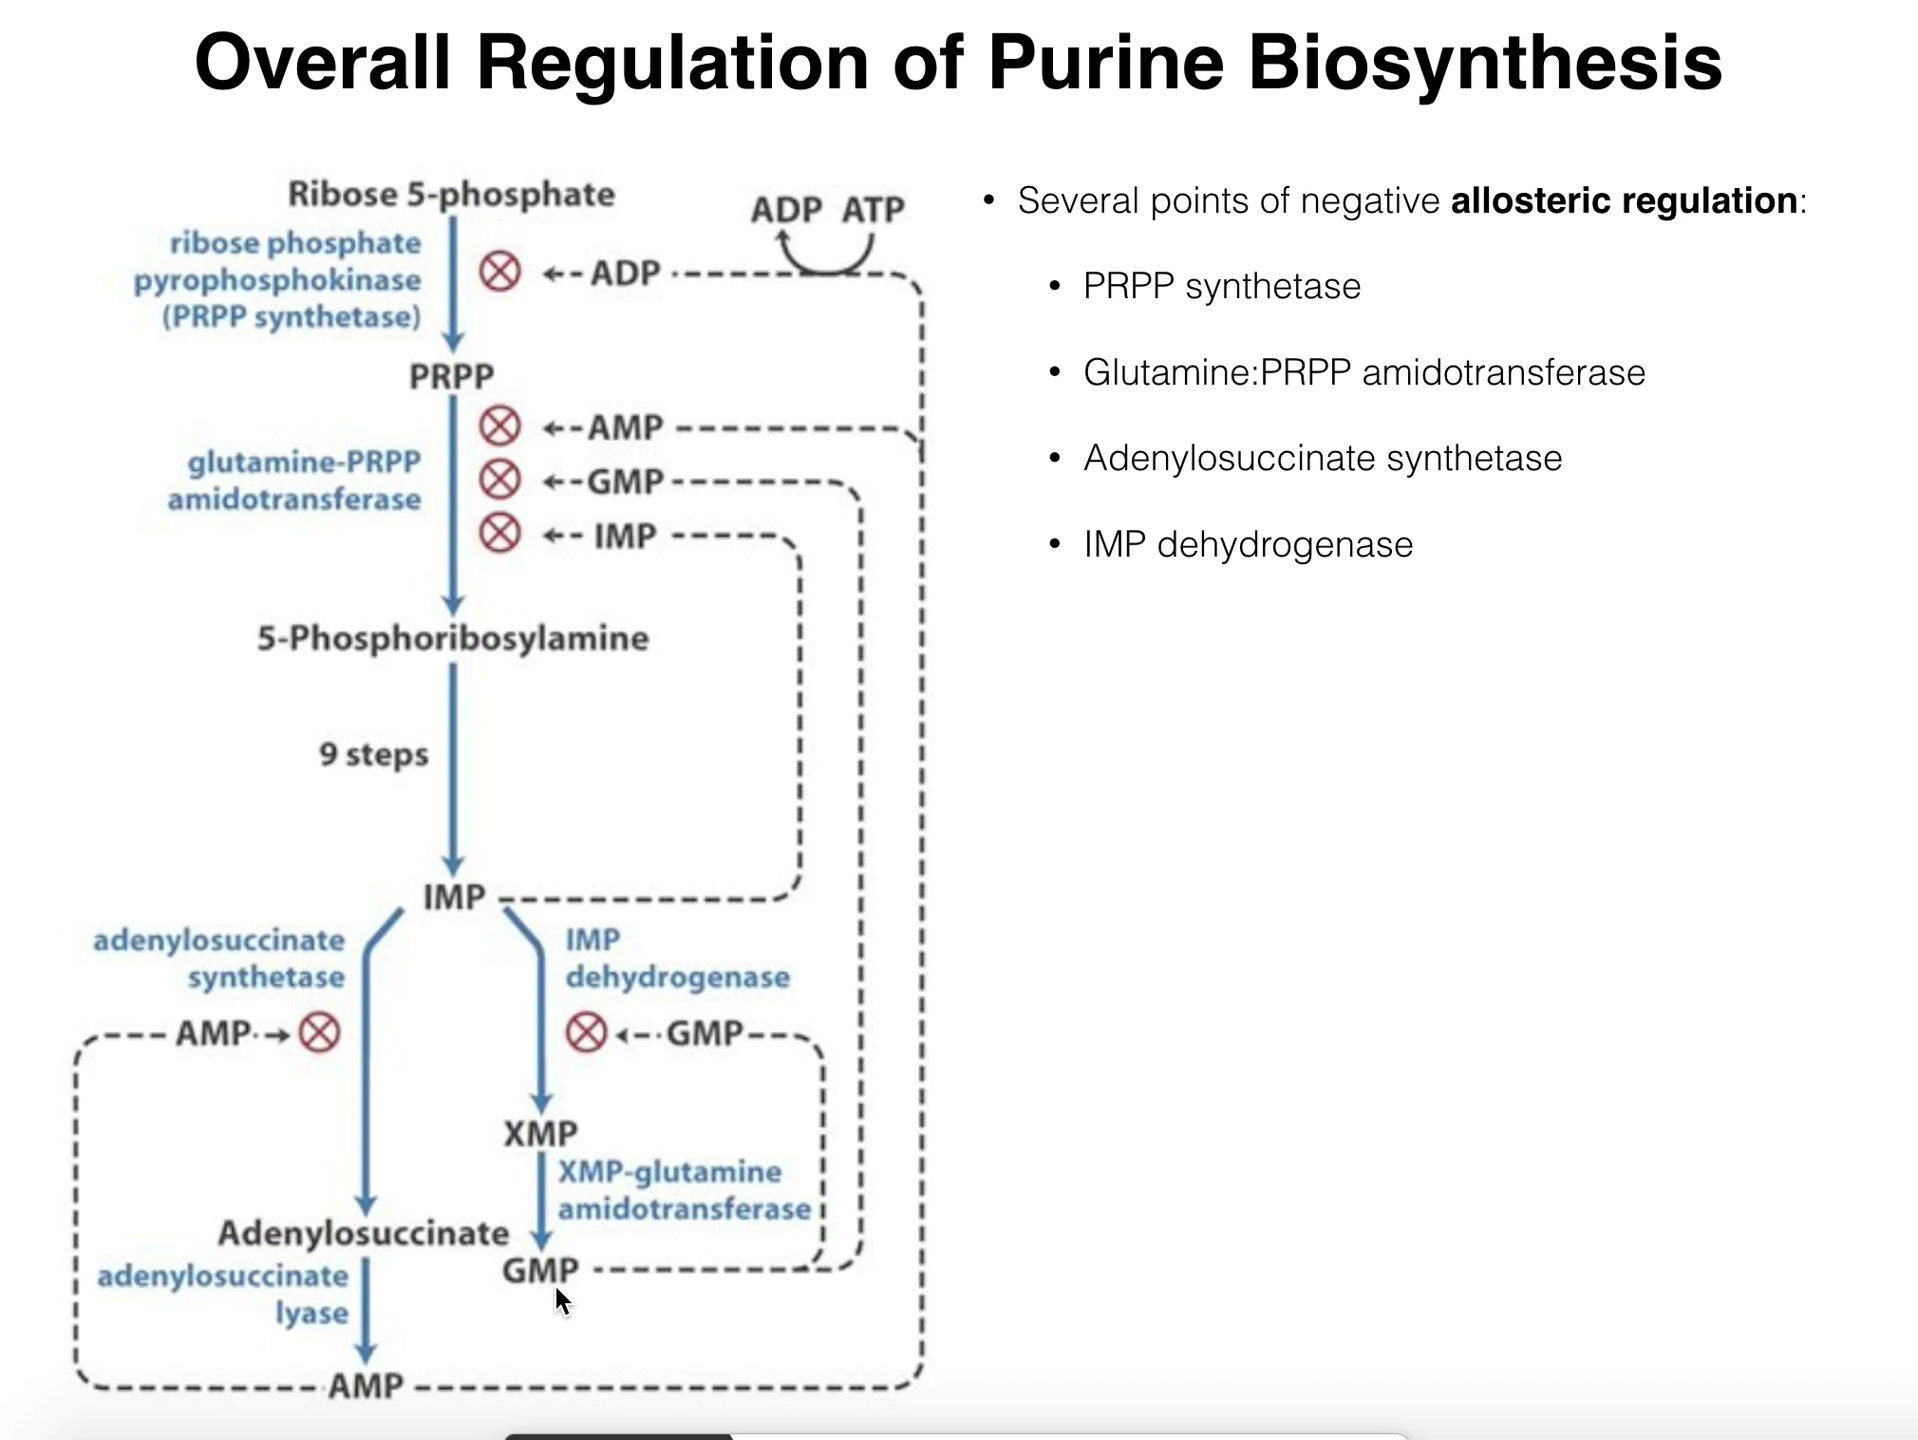 Overall Regulation of Purine Biosynthesis
Ribose 5-phosphate
ribose phosphate
pyrophosphokinase
(PRPP synthetase)
ADP ATP
ADP
PRPP
glutamine-PRPP
amidotransferase
AMP
GMP
IMP
5-Phosphoribosylamine
9 steps
IMP
adenylosuccinate
synthetase
IMP
dehydrogenase
AMP
GMP
XMP
XMP-glutamine
amidotransferase
Adenylosuccinate
GMP
adenylosuccinate
lyase
AMP
• Several points of negative allosteric regulation:
• PRPP synthetase
• Glutamine:PRPP amidotransferase
• Adenylosuccinate synthetase
• IMP dehydrogenase